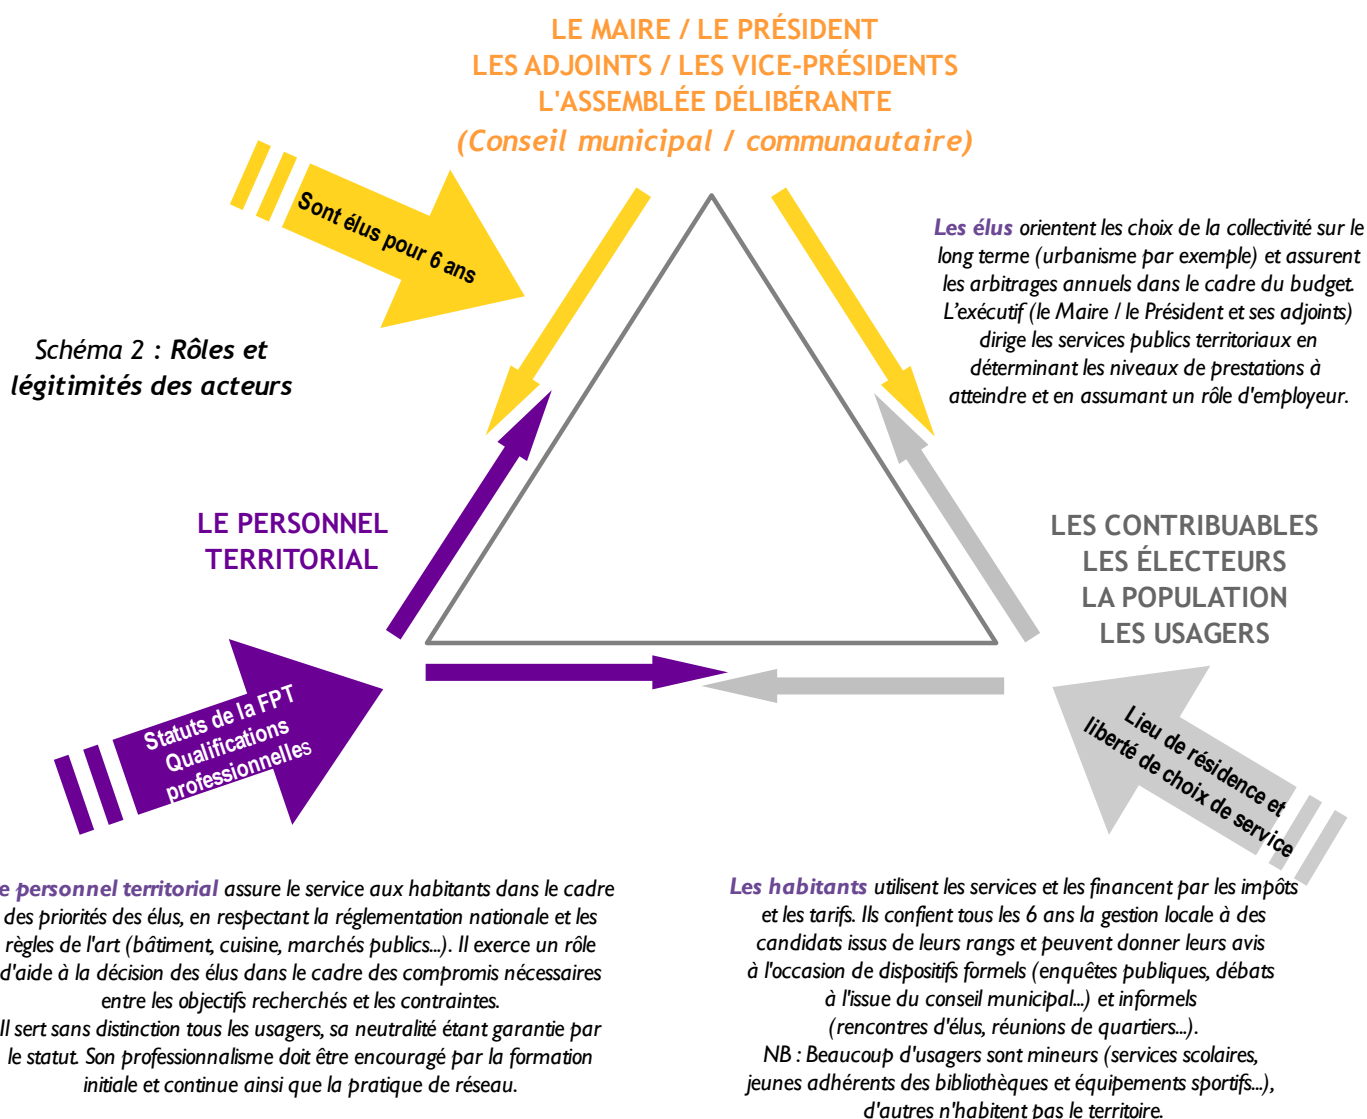 LE MAIRE / LE PRÉSIDENT
LES ADJOINTS / LES VICE-PRÉSIDENTS
L'ASSEMBLÉE DÉLIBÉRANTE
(Conseil municipal / communautaire)
Sont élus pour 6 ans
Les élus orientent les choix de la collectivité sur le
long terme (urbanisme par exemple) et assurent
les arbitrages annuels dans le cadre du budget.
L'exécutif (le Maire / le Président et ses adjoints)
dirige les services publics territoriaux en
déterminant les niveaux de prestations à
atteindre et en assumant un rôle d'employeur.
Schéma 2 : Rôles et
légitimités des acteurs
LE PERSONNEL
TERRITORIAL
LES CONTRIBUABLES
LES ÉLECTEURS
LA POPULATION
LES USAGERS
Statuts de la FPT
Qualifications
professionnelles
Lieu de résidence et
liberté de choix de service
e personnel territorial assure le service aux habitants dans le cadre
des priorités des élus, en respectant la réglementation nationale et les
règles de l'art (bâtiment, cuisine, marchés publics...). Il exerce un rôle
d'aide à la décision des élus dans le cadre des compromis nécessaires
entre les objectifs recherchés et les contraintes.
Il sert sans distinction tous les usagers, sa neutralité étant garantie par
le statut. Son professionnalisme doit être encouragé par la formation
initiale et continue ainsi que la pratique de réseau.
Les habitants utilisent les services et les financent par les impôts
et les tarifs. Ils confient tous les 6 ans la gestion locale à des
candidats issus de leurs rangs et peuvent donner leurs avis
à l'occasion de dispositifs formels (enquêtes publiques, débats
à l'issue du conseil municipal...) et informels
(rencontres d'élus, réunions de quartiers...).
NB : Beaucoup d'usagers sont mineurs (services scolaires,
jeunes adhérents des bibliothèques et équipements sportifs...),
d'autres n'habitent pas le territoire.